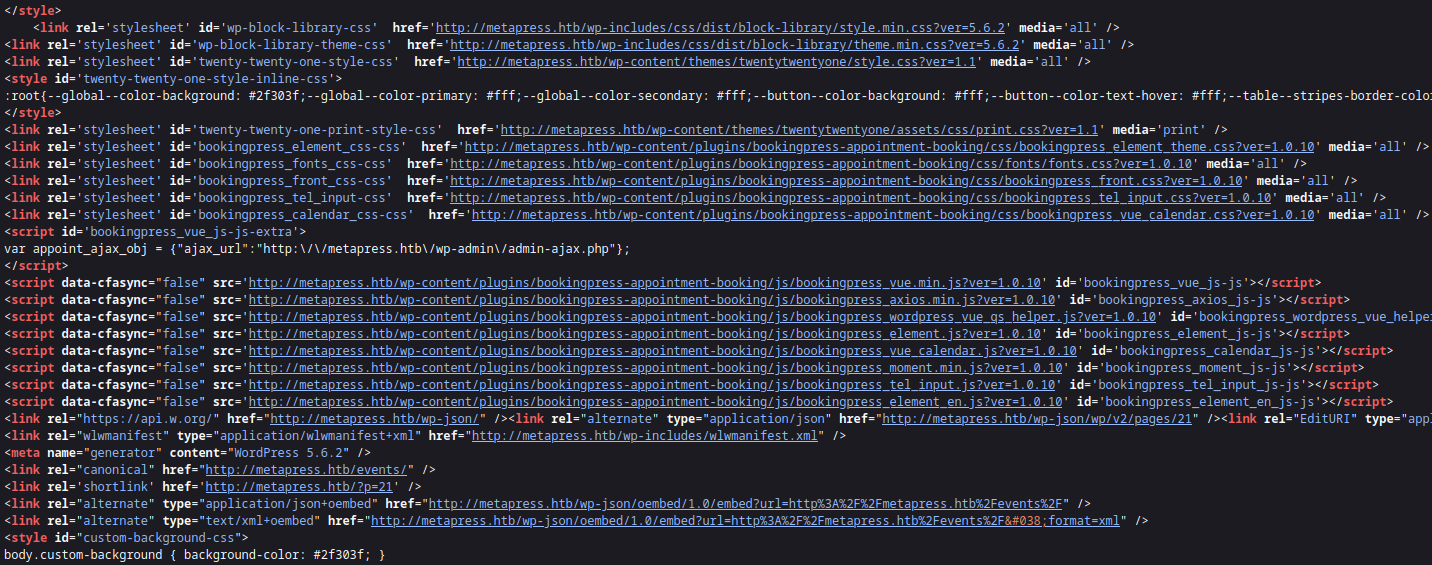 </style>
<link rel='stylesheet' id='wp-block-library-css'  href='http://metapress.htb/wp-includes/css/dist/block-library/style.min.css?ver=5.6.2' media='all' />
<link rel='stylesheet' id='wp-block-library-theme-css'  href='http://metapress.htb/wp-includes/css/dist/block-library/theme.min.css?ver=5.6.2' media='all' />
<link rel='stylesheet' id='twenty-twenty-one-style-css'  href='http://metapress.htb/wp-content/themes/twentytwentyone/style.css?ver=1.1' media='all' />
<style id='twenty-twenty-one-style-inline-css'>
:root{--global--color-background: #2f303f;--global--color-primary: #fff;--global--color-secondary: #fff;--button--color-background: #fff;--button--color-text-hover: #fff;--table--stripes-border-colo
</style>
<link rel='stylesheet' id='twenty-twenty-one-print-style-css'  href='http://metapress.htb/wp-content/themes/twentytwentyone/assets/css/print.css?ver=1.1' media='print' />
<link rel='stylesheet' id='bookingpress_element_css-css'  href='http://metapress.htb/wp-content/plugins/bookingpress-appointment-booking/css/bookingpress_element_theme.css?ver=1.0.10' media='all' />
<link rel='stylesheet' id='bookingpress_fonts_css-css'  href='http://metapress.htb/wp-content/plugins/bookingpress-appointment-booking/css/fonts/fonts.css?ver=1.0.10' media='all' />
<link rel='stylesheet' id='bookingpress_front_css-css'  href='http://metapress.htb/wp-content/plugins/bookingpress-appointment-booking/css/bookingpress_front.css?ver=1.0.10' media='all' />
<link rel='stylesheet' id='bookingpress_tel_input-css'  href='http://metapress.htb/wp-content/plugins/bookingpress-appointment-booking/css/bookingpress_tel_input.css?ver=1.0.10' media='all' />
<link rel='stylesheet' id='bookingpress_calendar_css-css'  href='http://metapress.htb/wp-content/plugins/bookingpress-appointment-booking/css/bookingpress_vue_calendar.css?ver=1.0.10' media='all' />
<script id='bookingpress_vue_js-js-extra'>
var appoint_ajax_obj = {"ajax_url":"http:\/\/metapress.htb\/wp-admin\/admin-ajax.php"};
</script>
<script data-cfasync="false" src='http://metapress.htb/wp-content/plugins/bookingpress-appointment-booking/js/bookingpress_vue.min.js?ver=1.0.10' id='bookingpress_vue_js-js'></script>
<script data-cfasync="false" src='http://metapress.htb/wp-content/plugins/bookingpress-appointment-booking/js/bookingpress_axios.min.js?ver=1.0.10' id='bookingpress_axios_js-js'></script>
<script data-cfasync="false" src='http://metapress.htb/wp-content/plugins/bookingpress-appointment-booking/js/bookingpress_wordpress_vue_qs_helper.js?ver=1.0.10' id='bookingpress_wordpress_vue_helper
<script data-cfasync="false" src='http://metapress.htb/wp-content/plugins/bookingpress-appointment-booking/js/bookingpress_element.js?ver=1.0.10' id='bookingpress_element_js-js'></script>
<script data-cfasync="false" src='http://metapress.htb/wp-content/plugins/bookingpress-appointment-booking/js/bookingpress_vue_calendar.js?ver=1.0.10' id='bookingpress_calendar_js-js'></script>
<script data-cfasync="false" src='http://metapress.htb/wp-content/plugins/bookingpress-appointment-booking/js/bookingpress_moment.min.js?ver=1.0.10' id='bookingpress_moment_js-js'></script>
<script data-cfasync="false" src='http://metapress.htb/wp-content/plugins/bookingpress-appointment-booking/js/bookingpress_tel_input.js?ver=1.0.10' id='bookingpress_tel_input_js-js'></script>
<script data-cfasync="false" src='http://metapress.htb/wp-content/plugins/bookingpress-appointment-booking/js/bookingpress_element_en.js?ver=1.0.10' id='bookingpress_element_en_js-js'></script>
<link rel="https://api.w.org/" href="http://metapress.htb/wp-json/" /><link rel="alternate" type="application/json" href="http://metapress.htb/wp-json/wp/v2/pages/21" /><link rel="EditURI" type="appl
<link rel="wlwmanifest" type="application/wlwmanifest+xml" href="http://metapress.htb/wp-includes/wlwmanifest.xml" />
<meta name="generator" content="WordPress 5.6.2" />
<link rel="canonical" href="http://metapress.htb/events/" />
<link rel='shortlink' href='http://metapress.htb/?p=21' />
<link rel="alternate" type="application/json+oembed" href="http://metapress.htb/wp-json/oembed/1.0/embed?url=http%3A%2F%2Fmetapress.htb%2Fevents%2F" />
<link rel="alternate" type="text/xml+oembed" href="http://metapress.htb/wp-json/oembed/1.0/embed?url=http%3A%2F%2Fmetapress.htb%2Fevents%2F&#038;format=xml" />
<style id="custom-background-css">
body.custom-background { background-color: #2f303f; }